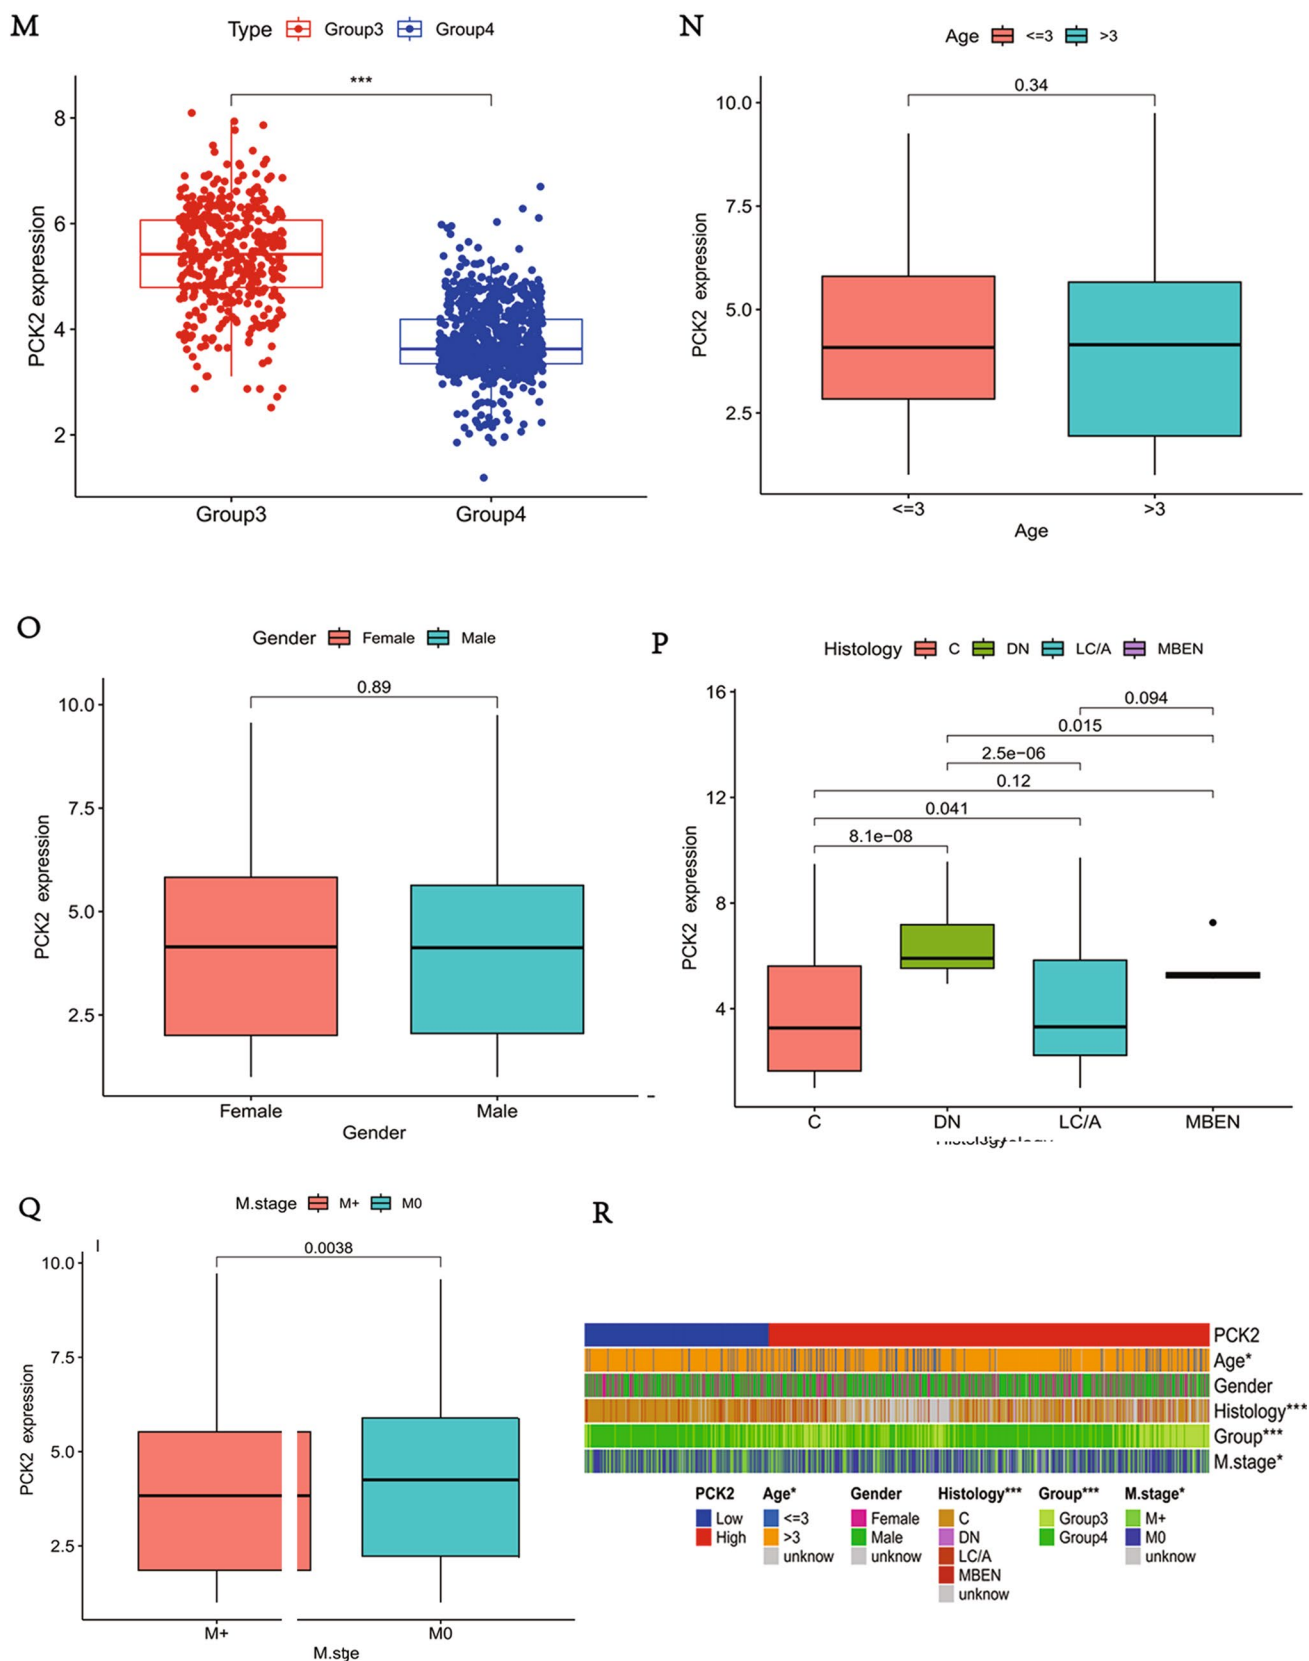 M
Type Group3 Group4
***
PCK2 expression
8
6
4
2
Group3 Group4
N
Age <=3 >3
0.34
PCK2 expression
10.0
7.5
5.0
2.5
<=3 >3
Age
O
Gender Female Male
0.89
PCK2 expression
10.0
7.5
5.0
2.5
Female Male
Gender
P
Histology C DN LC/A MBEN
16
12
8
4
PCK2 expression
0.094
0.015
2.5e−06
0.12
0.041
8.1e−08
C DN LC/A MBEN
Q
M.stage M+ M0
0.0038
PCK2 expression
10.0
7.5
5.0
2.5
M+ M0
R
PCK2
Age*
Gender
Histology***
Group***
M.stage*
PCK2 Age* Gender Histology*** Group*** M.stage*
Low <=3 Female C Group3 M+
High >3 Male DN Group4 M0
unknow unknow LC/A unknow
MBEN
unknow